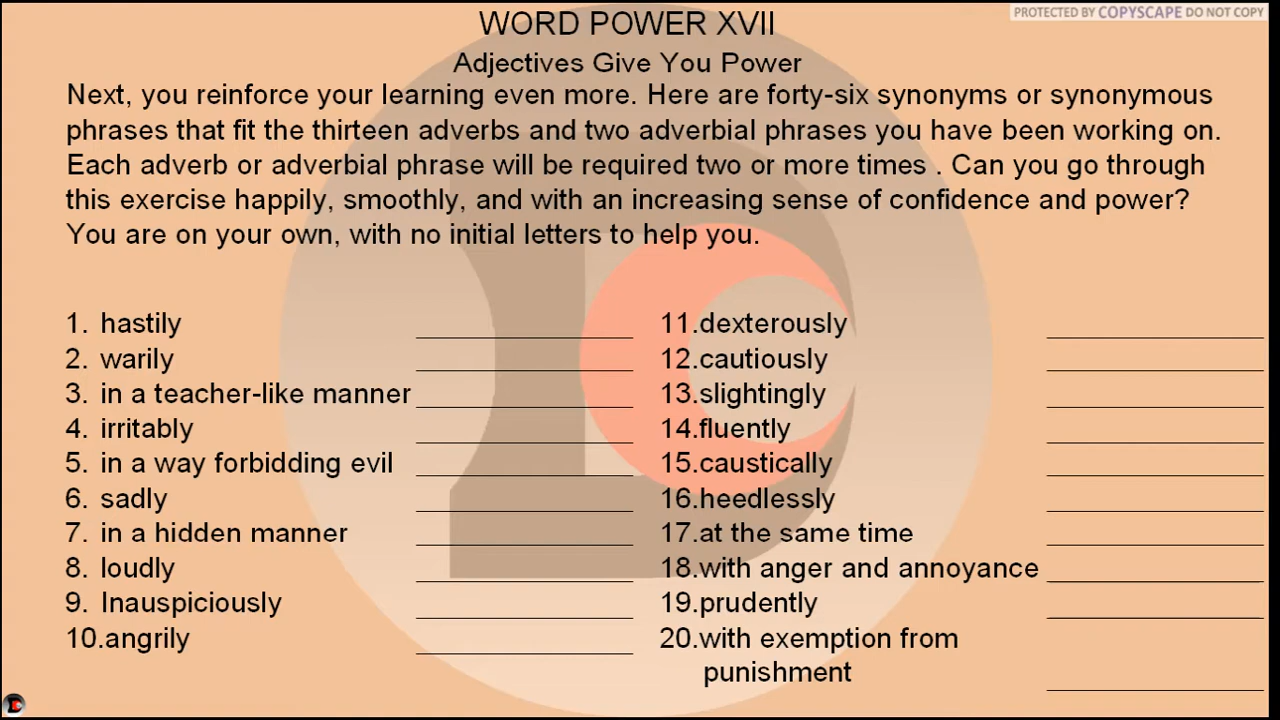 PROTECTED BY COPYSCAPE DO NOT COPY
WORD POWER XVII
Adjectives Give You Power
Next, you reinforce your learning even more. Here are forty-six synonyms or synonymous
phrases that fit the thirteen adverbs and two adverbial phrases you have been working on.
Each adverb or adverbial phrase will be required two or more times . Can you go through
this exercise happily, smoothly, and with an increasing sense of confidence and power?
You are on your own, with no initial letters to help you.
1. hastily
2. warily
3. in a teacher-like manner
4. irritably
5. in a way forbidding evil
6. sadly
7. in a hidden manner
8. loudly
9. Inauspiciously
10.angrily
11.dexterously
12.cautiously
13.slightingly
14.fluently
15.caustically
16.heedlessly
17.at the same time
18.with anger and annoyance
19.prudently
20.with exemption from
punishment